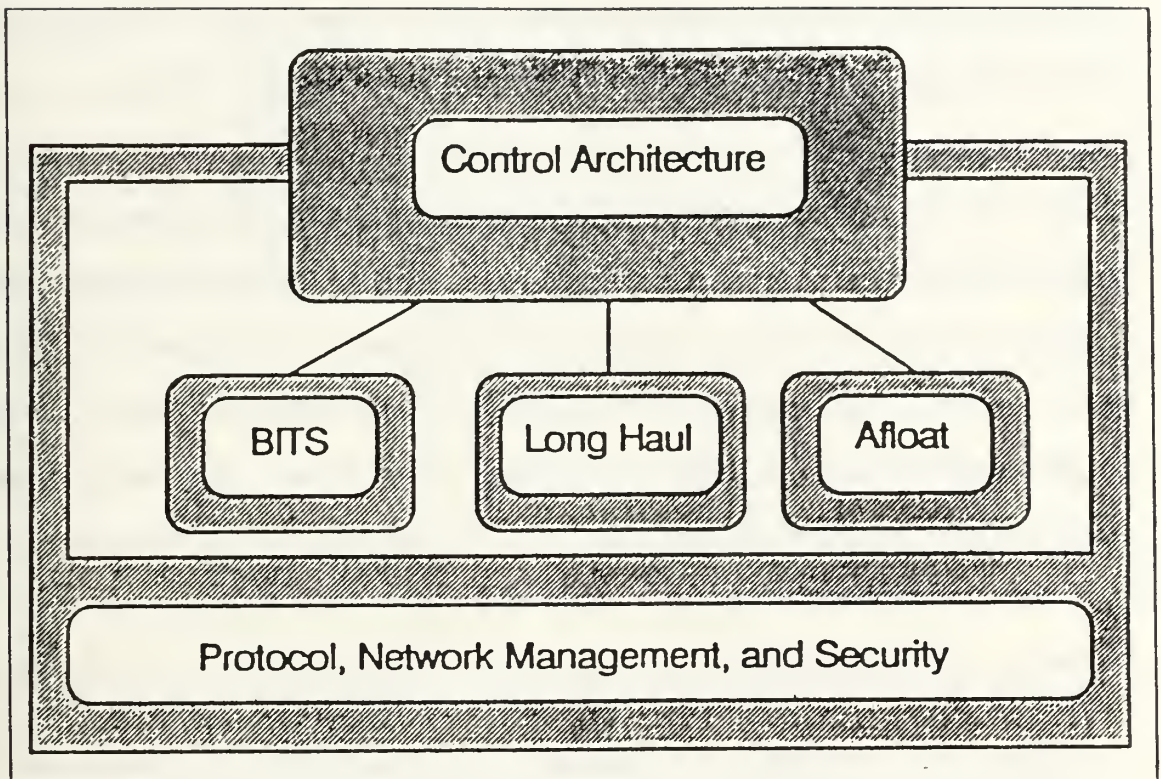 Control Architecture
BITS
Long Haul
Afloat
Protocol, Network Management, and Security